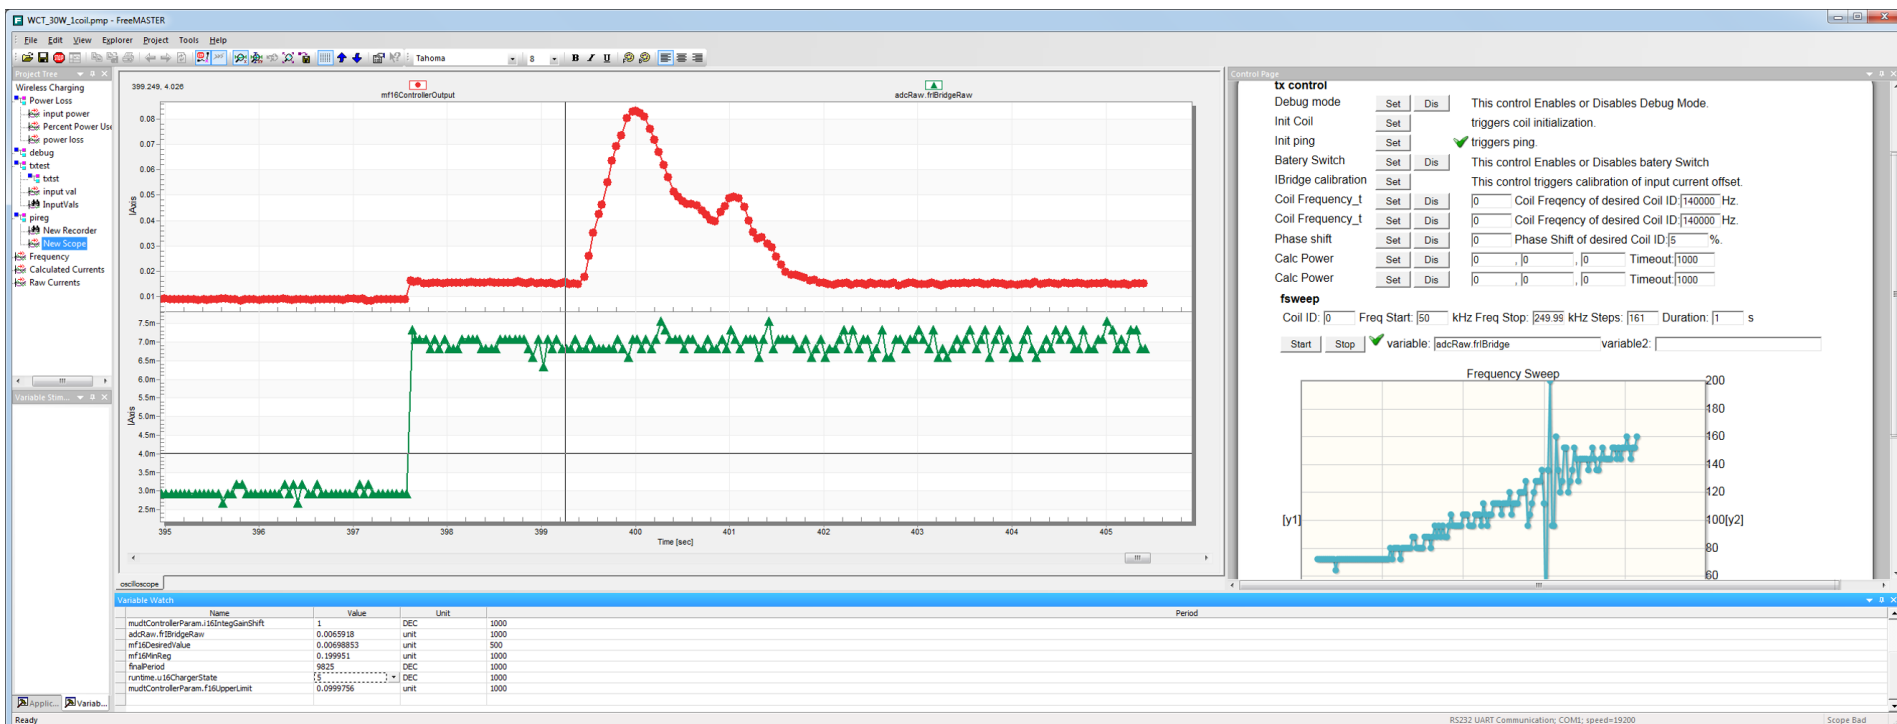 WCT_30W_1coil.pmp - FreeMASTER
File Edit View Explorer Project Tools Help
Tahoma 8 B I U
Project Tree
Wireless Charging
Power Loss
input power
Percent Power Use
power loss
debug
txtest
txtst
input val
InputVals
pireg
New Recorder
New Scope
Frequency
Calculated Currents
Raw Currents
Variable Stim...
Applic... Variab...
399.249, 4.026
mf16ControllerOutput
adcRaw.frIBridgeRaw
IAxis
0.08
0.07
0.06
0.05
0.04
0.03
0.02
0.01
IAxis
7.5m
7.0m
6.5m
6.0m
5.5m
5.0m
4.5m
4.0m
3.5m
3.0m
2.5m
395 396 397 398 399 400 401 402 403 404 405
Time [sec]
oscilloscope
Control Page
tx control
Debug mode Set Dis This control Enables or Disables Debug Mode.
Init Coil Set triggers coil initialization.
Init ping Set triggers ping.
Batery Switch Set Dis This control Enables or Disables batery Switch
IBridge calibration Set This control triggers calibration of input current offset.
Coil Frequency_t Set Dis 0 Coil Freqency of desired Coil ID: 140000 Hz.
Coil Frequency_t Set Dis 0 Coil Freqency of desired Coil ID: 140000 Hz.
Phase shift Set Dis 0 Phase Shift of desired Coil ID: 5 %.
Calc Power Set Dis 0 , 0 , 0 Timeout: 1000
Calc Power Set Dis 0 , 0 , 0 Timeout: 1000
fsweep
Coil ID: 0 Freq Start: 50 kHz Freq Stop: 249.99 kHz Steps: 161 Duration: 1 s
Start Stop variable: adcRaw.frIBridge variable2:
Frequency Sweep
200
180
160
140
120
[y1] 100[y2]
80
60
Variable Watch
Name Value Unit Period
mudtControllerParam.i16IntegGainShift 1 DEC 1000
adcRaw.frIBridgeRaw 0.0065918 unit 1000
mf16DesiredValue 0.00698853 unit 500
mf16MinReg 0.199951 unit 1000
finalPeriod 9825 DEC 1000
runtime.u16ChargerState 5 DEC 1000
mudtControllerParam.f16UpperLimit 0.0999756 unit 1000
Ready
RS232 UART Communication; COM1; speed=19200
Scope Bad